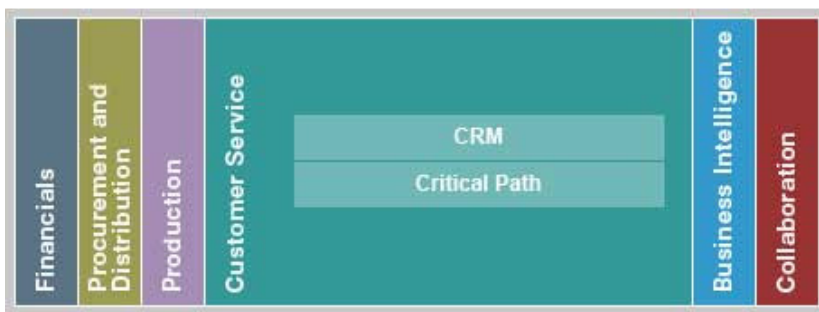 Financials
Procurement and
Distribution
Production
Customer Service
CRM
Critical Path
Business Intelligence
Collaboration